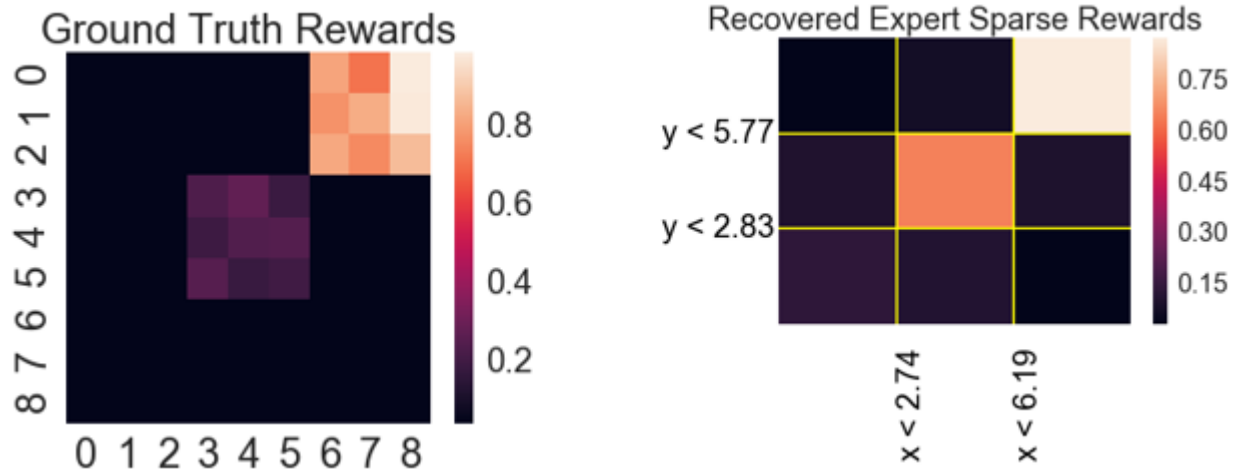 Ground Truth Rewards
0
1
2
3
4
5
6
7
8
0 1 2 3 4 5 6 7 8
0.8
0.6
0.4
0.2
Recovered Expert Sparse Rewards
y < 5.77
y < 2.83
x < 2.74
x < 6.19
0.75
0.60
0.45
0.30
0.15